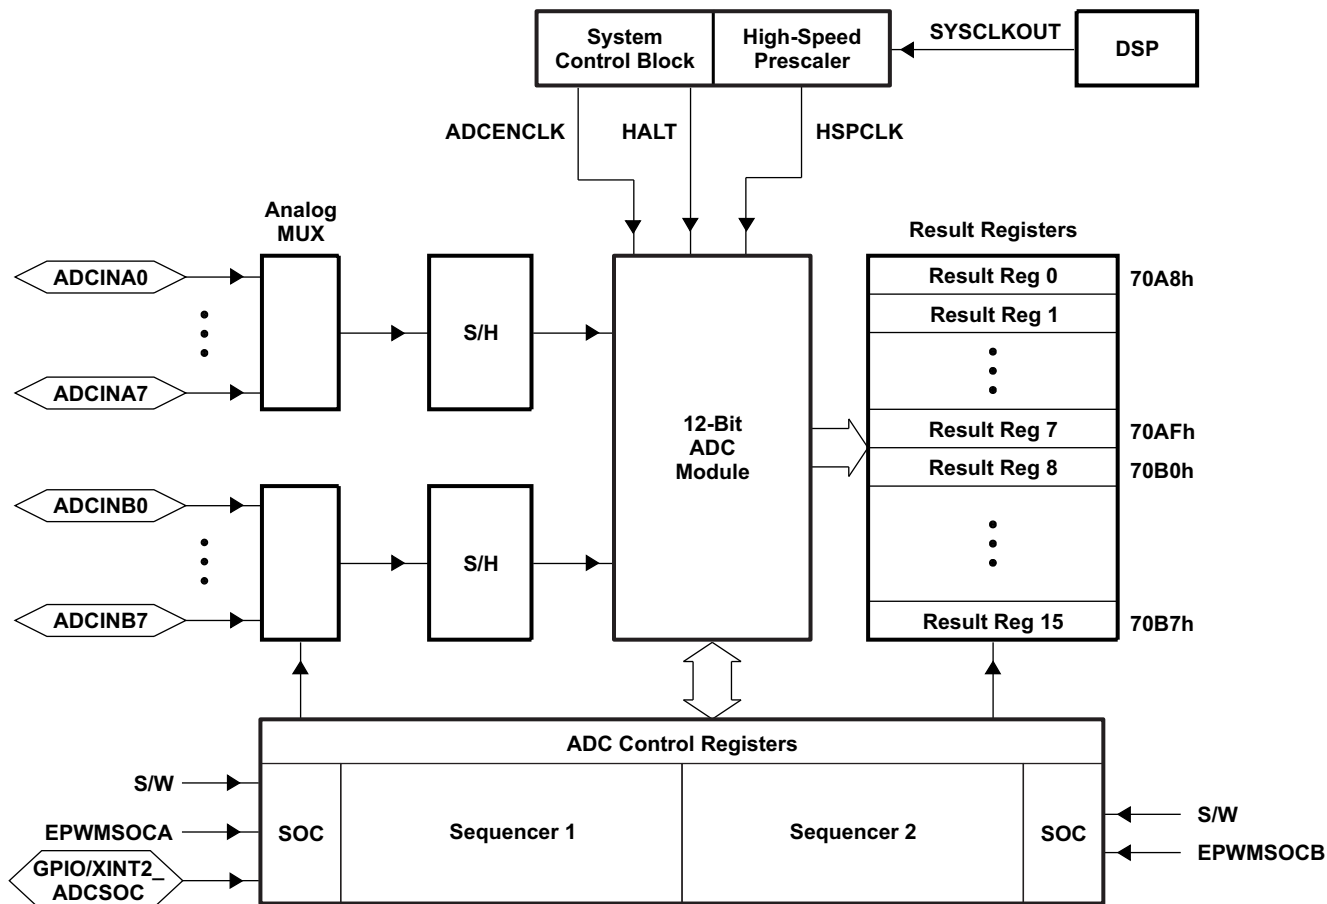 System
Control Block
High-Speed
Prescaler
SYSCLKOUT
DSP
ADCENCLK
HALT
HSPCLK
Analog
MUX
Result Registers
ADCINA0
ADCINA7
S/H
12-Bit
ADC
Module
Result Reg 0
70A8h
Result Reg 1
Result Reg 7
70AFh
Result Reg 8
70B0h
Result Reg 15
70B7h
ADCINB0
ADCINB7
S/H
ADC Control Registers
S/W
EPWMSOCA
GPIO/XINT2_
ADCSOC
SOC
Sequencer 1
Sequencer 2
SOC
S/W
EPWMSOCB